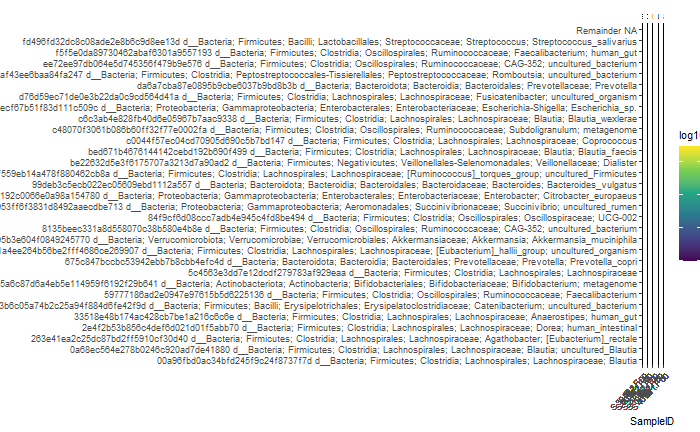 Remainder NA
fd496fd32dc8c08ade2e8b6c9d8ee13d d__Bacteria; Firmicutes; Bacilli; Lactobacillales; Streptococcaceae; Streptococcus; Streptococcus_salivarius
f5f5e0da89730462abaf6301a9557193 d__Bacteria; Firmicutes; Clostridia; Oscillospirales; Ruminococcaceae; Faecalibacterium; human_gut
ee72ee97db064e5d745356f479b9e576 d__Bacteria; Firmicutes; Clostridia; Oscillospirales; Ruminococcaceae; CAG-352; uncultured_bacterium
af43ee6baa84fa247 d__Bacteria; Firmicutes; Clostridia; Peptostreptococcales-Tissierellales; Peptostreptococcaceae; Romboutsia; uncultured_bacterium
da6a7cba87e0895b9cbe6037b9bd8b3b d__Bacteria; Bacteroidota; Bacteroidia; Bacteroidales; Prevotellaceae; Prevotella
d76d59ec71de0e3b22da0c9cd564d41a d__Bacteria; Firmicutes; Clostridia; Lachnospirales; Lachnospiraceae; Fusicatenibacter; uncultured_organism
ecf67b51f83d111c509c d__Bacteria; Proteobacteria; Gammaproteobacteria; Enterobacterales; Enterobacteriaceae; Escherichia-Shigella; Escherichia_sp.
c6c3ab4e828fb40d6e05967b7aac9338 d__Bacteria; Firmicutes; Clostridia; Lachnospirales; Lachnospiraceae; Blautia; Blautia_wexlerae
c48070f3061b086b60ff32f77e0002fa d__Bacteria; Firmicutes; Clostridia; Oscillospirales; Ruminococcaceae; Subdoligranulum; metagenome
c0044f57ec04cd70905d690c5b7bd147 d__Bacteria; Firmicutes; Clostridia; Lachnospirales; Lachnospiraceae; Coprococcus
bed671b4676144142cebd192b690f499 d__Bacteria; Firmicutes; Clostridia; Lachnospirales; Lachnospiraceae; Blautia; Blautia_faecis
be22632d5e3f6175707a3213d7a90ad2 d__Bacteria; Firmicutes; Negativicutes; Veillonellales-Selenomonadales; Veillonellaceae; Dialister
f559eb14a478f880462cb8a d__Bacteria; Firmicutes; Clostridia; Lachnospirales; Lachnospiraceae; [Ruminococcus]_torques_group; uncultured_Firmicutes
99deb3c5ecb022ec05609ebd1112a557 d__Bacteria; Bacteroidota; Bacteroidia; Bacteroidales; Bacteroidaceae; Bacteroides; Bacteroides_vulgatus
192c0066e0a98a154780 d__Bacteria; Proteobacteria; Gammaproteobacteria; Enterobacterales; Enterobacteriaceae; Enterobacter; Citrobacter_europaeus
953ff6f3831d8492aaecdbe713 d__Bacteria; Proteobacteria; Gammaproteobacteria; Aeromonadales; Succinivibrionaceae; Succinivibrio; uncultured_rumen
84f9cf6d08ccc7adb4e945c4fd8be494 d__Bacteria; Firmicutes; Clostridia; Oscillospirales; Oscillospiraceae; UCG-002
8135beec331a8d558070c38b580e4b8e d__Bacteria; Firmicutes; Clostridia; Oscillospirales; Ruminococcaceae; CAG-352; uncultured_bacterium
95b3e604f0849245770 d__Bacteria; Verrucomicrobiota; Verrucomicrobiae; Verrucomicrobiales; Akkermansiaceae; Akkermansia; Akkermansia_muciniphila
1a4ee264b56be2fff4686ce269907 d__Bacteria; Firmicutes; Clostridia; Lachnospirales; Lachnospiraceae; [Eubacterium]_hallii_group; uncultured_organism
675c847bccbc53942ebb7b8cbb4efc4d d__Bacteria; Bacteroidota; Bacteroidia; Bacteroidales; Prevotellaceae; Prevotella; Prevotella_copri
5c4563e3dd7e12dcdf279783af929eaa d__Bacteria; Firmicutes; Clostridia; Lachnospirales; Lachnospiraceae
5a6c87d6a4eb5e114959f6192f29b641 d__Bacteria; Actinobacteriota; Actinobacteria; Bifidobacteriales; Bifidobacteriaceae; Bifidobacterium; metagenome
59777186ad2e0947e97615b5d6225136 d__Bacteria; Firmicutes; Clostridia; Oscillospirales; Ruminococcaceae; Faecalibacterium
3b6c05a74b2c25a94f884d6fe42f9d d__Bacteria; Firmicutes; Bacilli; Erysipelotrichales; Erysipelatoclostridiaceae; Catenibacterium; uncultured_bacterium
33518e48b174ac428cb7be1a216c6c6e d__Bacteria; Firmicutes; Clostridia; Lachnospirales; Lachnospiraceae; Anaerostipes; human_gut
2e4f2b53b856c4def6d021d01f5abb70 d__Bacteria; Firmicutes; Clostridia; Lachnospirales; Lachnospiraceae; Dorea; human_intestinal
263e41ea2c25dc87bd2ff5910cf30d40 d__Bacteria; Firmicutes; Clostridia; Lachnospirales; Lachnospiraceae; Agathobacter; [Eubacterium]_rectale
0a68ec564e278b0246c920ad7de41880 d__Bacteria; Firmicutes; Clostridia; Lachnospirales; Lachnospiraceae; Blautia; uncultured_Blautia
00a96fbd0ac34bfd245f9c24f8737f7d d__Bacteria; Firmicutes; Clostridia; Lachnospirales; Lachnospiraceae; Blautia
log1
SampleID